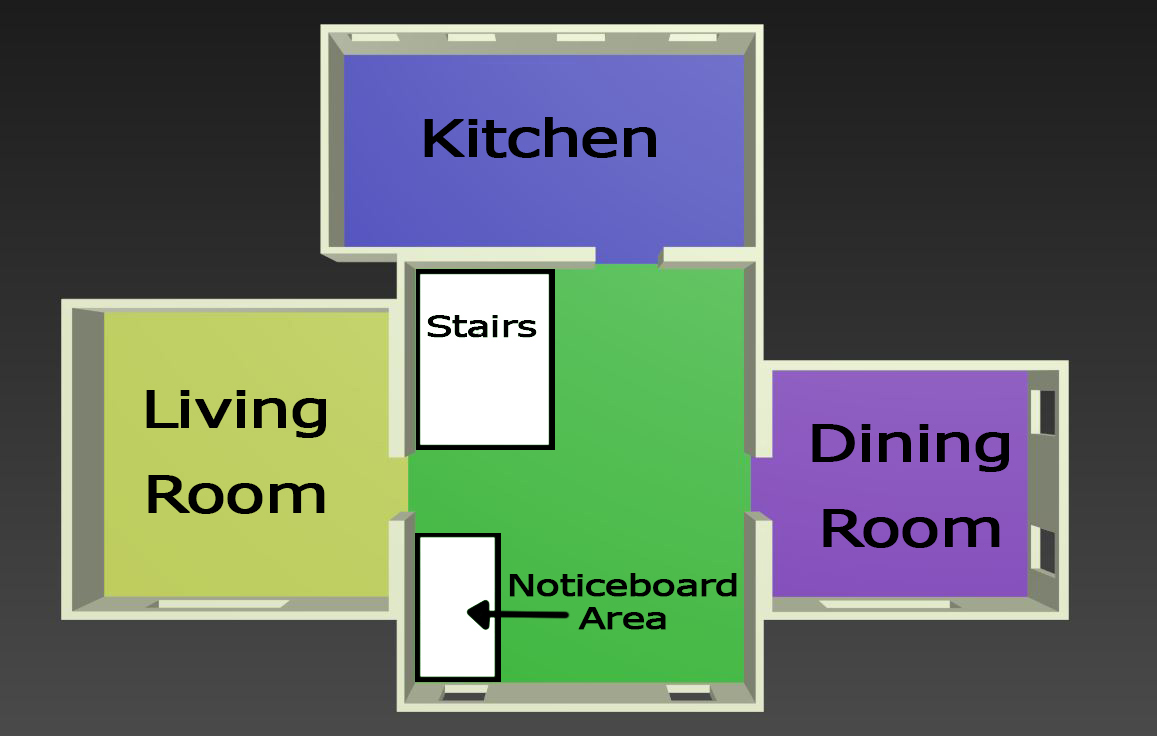 Kitchen
Stairs
Living
Room
Dining
Room
Noticeboard
Area